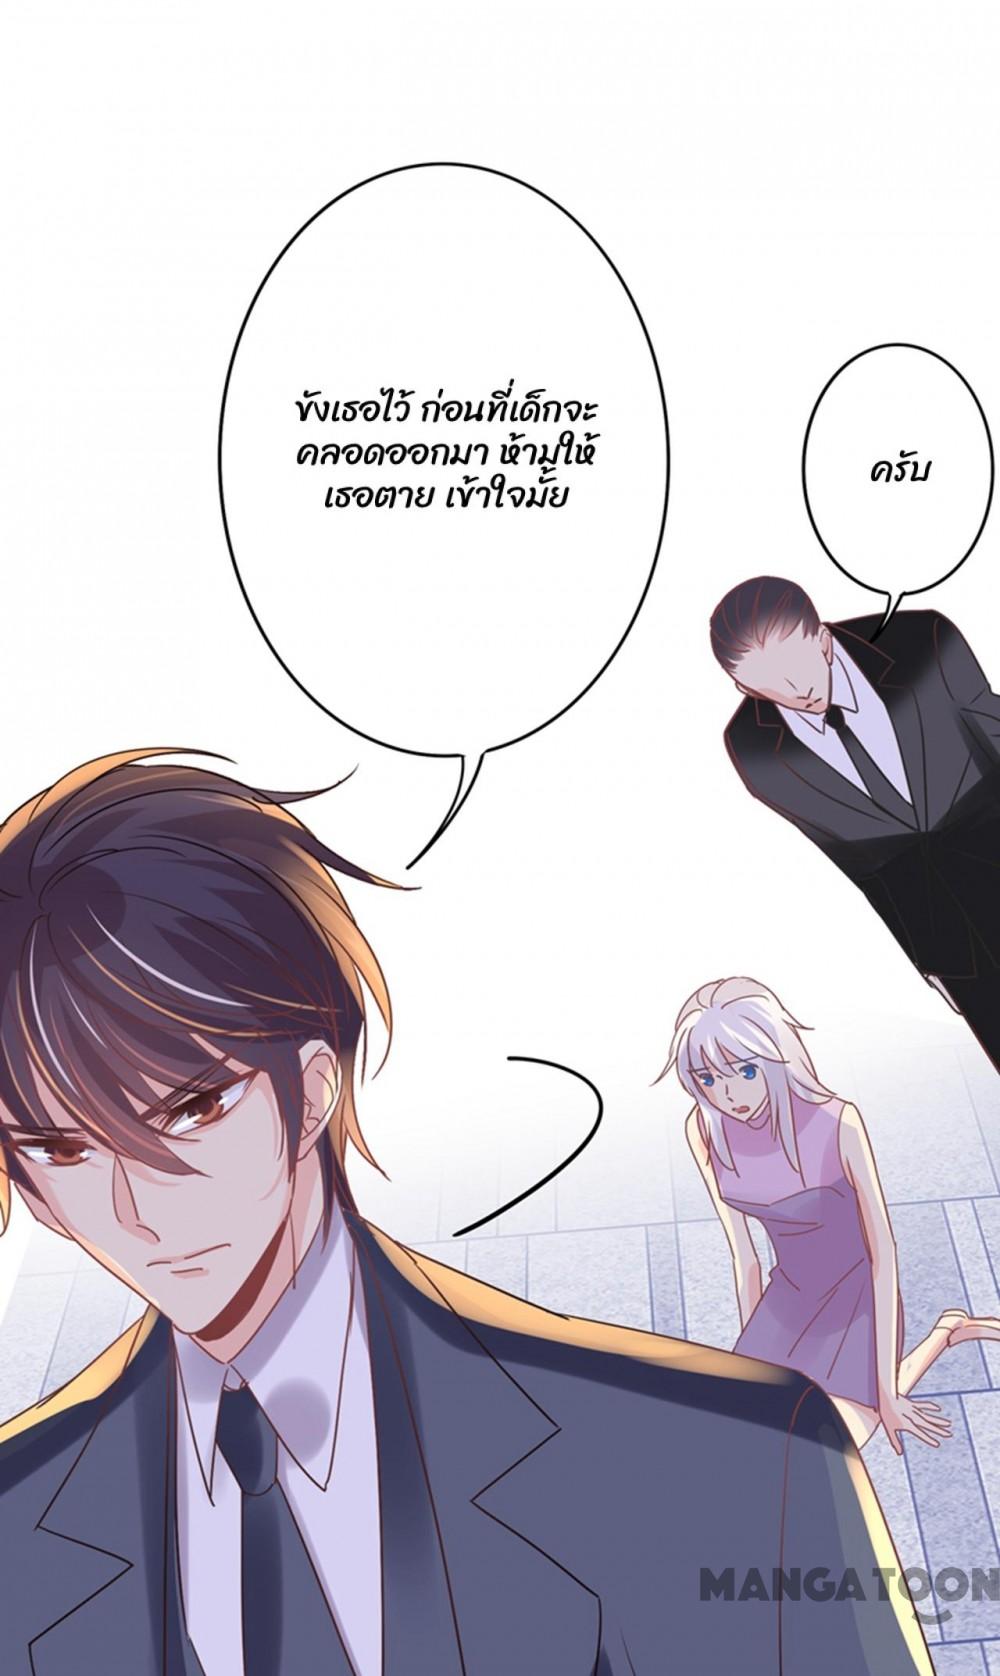 ขังเธอไว้ ก่อนที่เด็กจะ
คลอดออกมา ห้ามให้
เธอตาย เข้าใจมั้ย
ครับ
MANGATOON